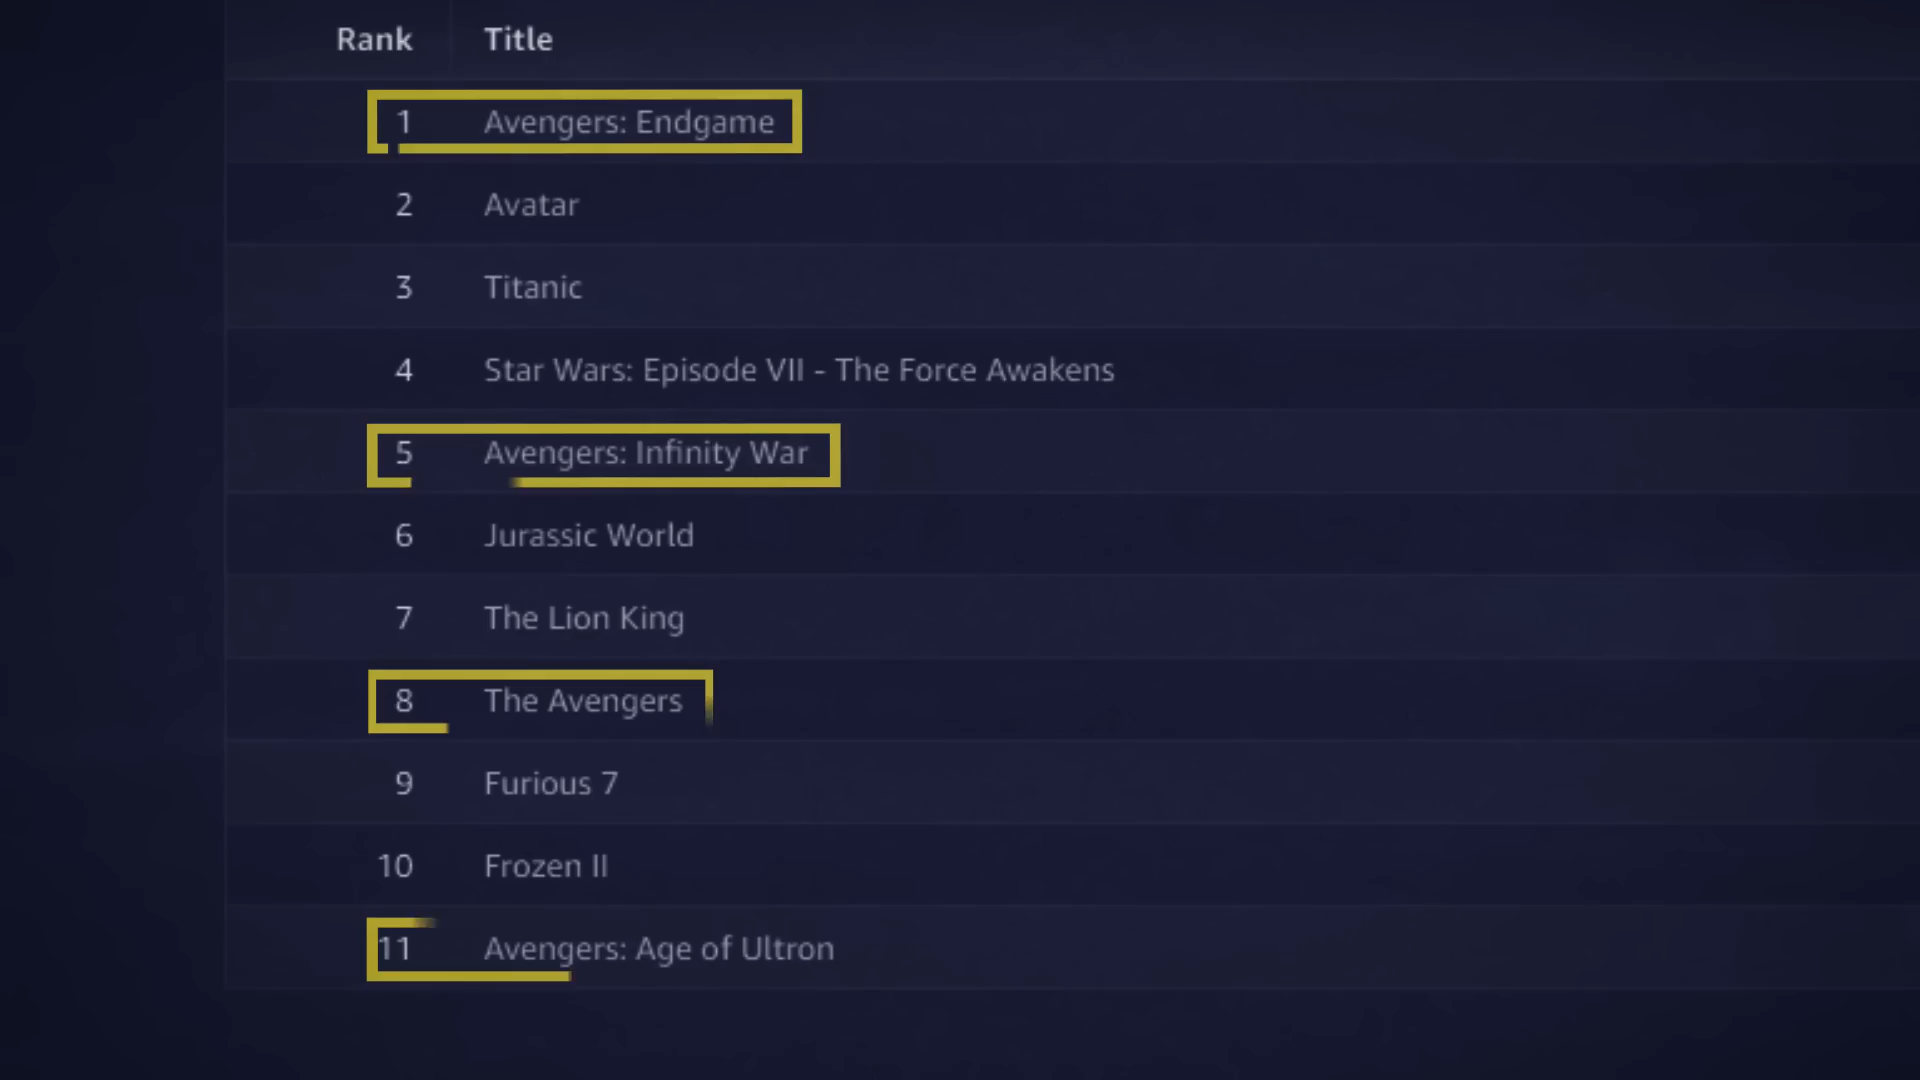 Rank Title
1 Avengers: Endgame
2 Avatar
3 Titanic
4 Star Wars: Episode VII - The Force Awakens
5 Avengers: Infinity War
6 Jurassic World
7 The Lion King
8 The Avengers
9 Furious 7
10 Frozen II
11 Avengers: Age of Ultron